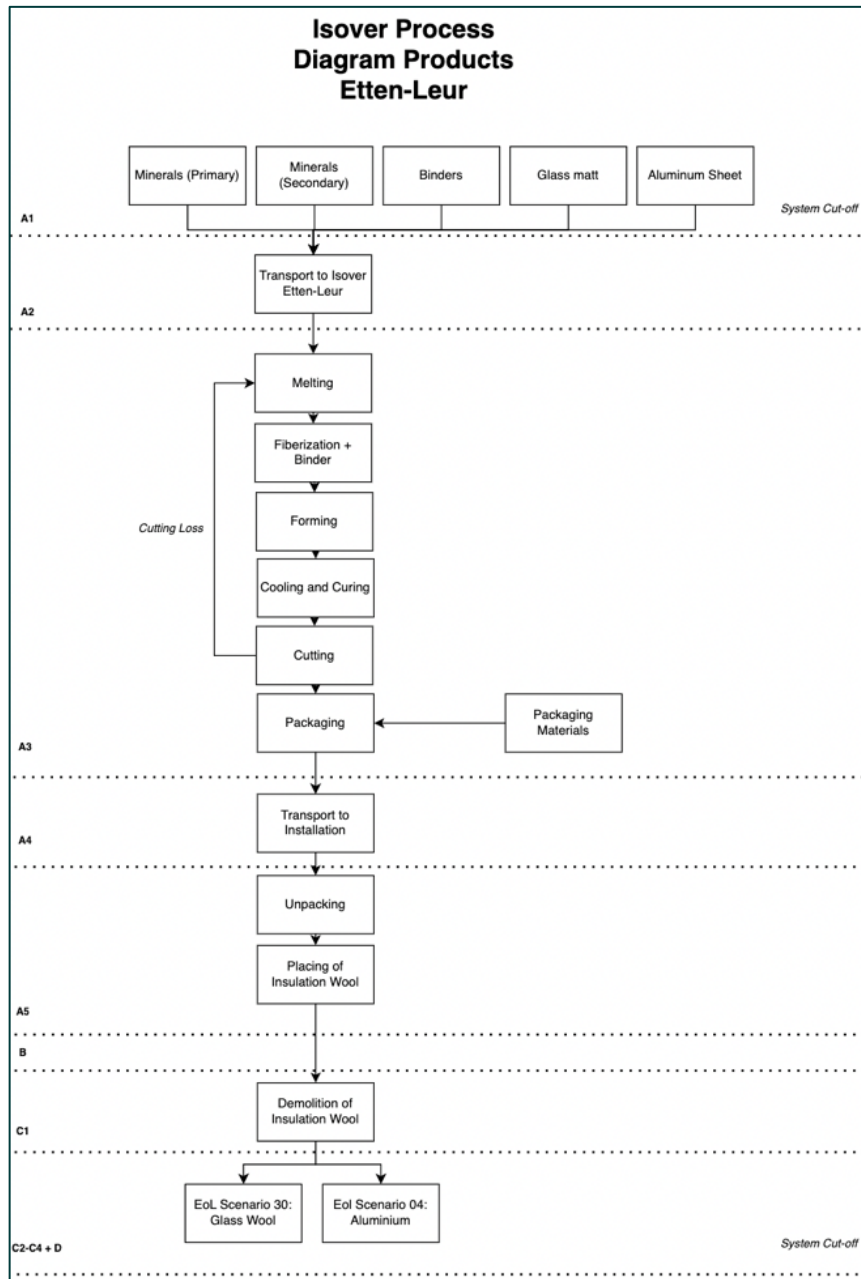 Isover Process
Diagram Products
Etten-Leur
Minerals (Primary)
Minerals
(Secondary)
Binders
Glass matt
Aluminum Sheet
A1
System Cut-off
Transport to Isover
Etten-Leur
A2
Melting
Fiberization +
Binder
Forming
Cutting Loss
Cooling and Curing
Cutting
Packaging
Packaging
Materials
A3
Transport to
Installation
A4
Unpacking
Placing of
Insulation Wool
A5
B
Demolition of
Insulation Wool
C1
EoL Scenario 30:
Glass Wool
Eol Scenario 04:
Aluminium
C2-C4 + D
System Cut-off